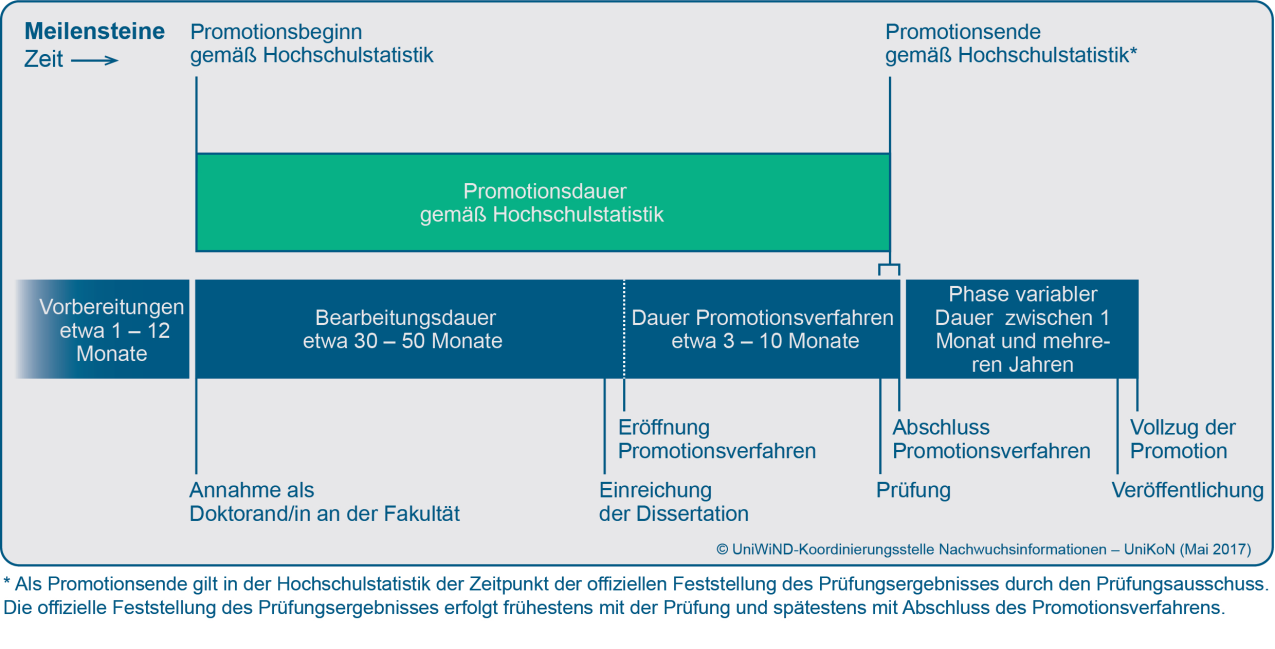 Meilensteine
Zeit
Promotionsbeginn
gemäß Hochschulstatistik
Promotionsende
gemäß Hochschulstatistik*
Promotionsdauer
gemäß Hochschulstatistik
Vorbereitungen
etwa 1 – 12
Monate
Bearbeitungsdauer
etwa 30 – 50 Monate
Dauer Promotionsverfahren
etwa 3 – 10 Monate
Phase variabler
Dauer zwischen 1
Monat und mehre-
ren Jahren
Eröffnung
Promotionsverfahren
Abschluss
Promotionsverfahren
Vollzug der
Promotion
Annahme als
Doktorand/in an der Fakultät
Einreichung
der Dissertation
Prüfung
Veröffentlichung
© UniWiND-Koordinierungsstelle Nachwuchsinformationen – UniKoN (Mai 2017)
* Als Promotionsende gilt in der Hochschulstatistik der Zeitpunkt der offiziellen Feststellung des Prüfungsergebnisses durch den Prüfungsausschuss.
Die offizielle Feststellung des Prüfungsergebnisses erfolgt frühestens mit der Prüfung und spätestens mit Abschluss des Promotionsverfahrens.